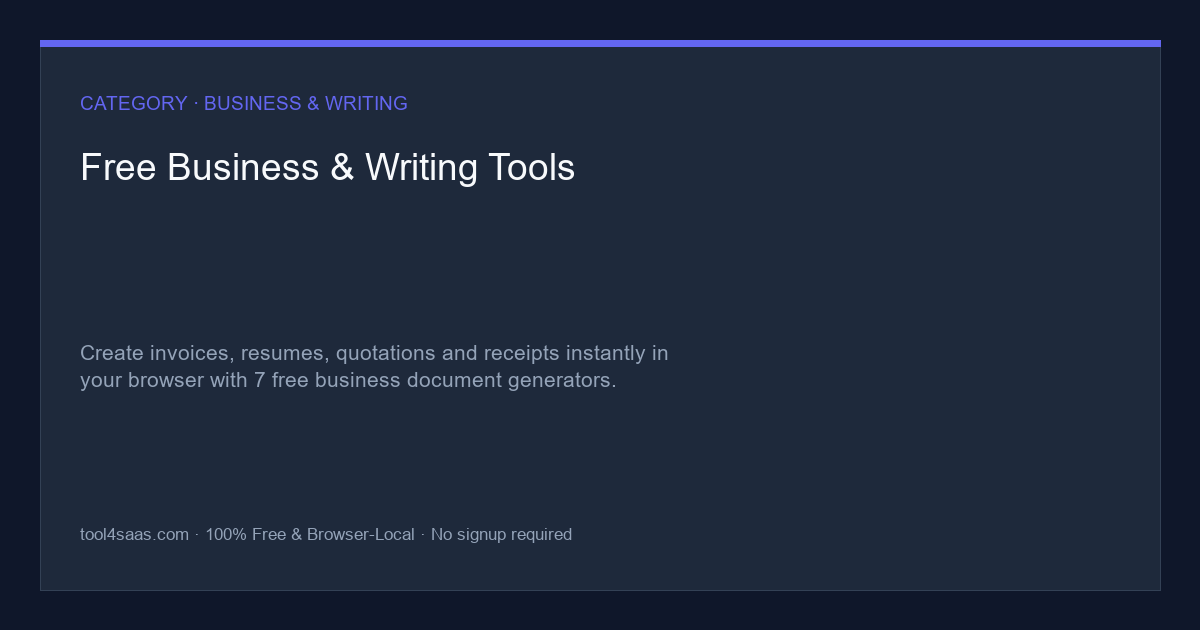 CATEGORY · BUSINESS & WRITING
Free Business & Writing Tools
Create invoices, resumes, quotations and receipts instantly in
your browser with 7 free business document generators.
tool4saas.com · 100% Free & Browser-Local · No signup required